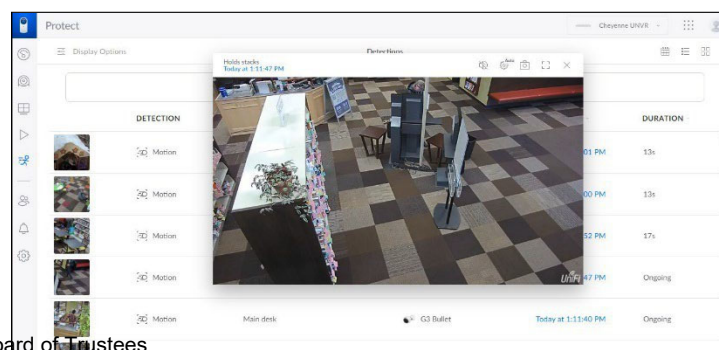 Protect
Cheyenne UNVR
Display Options
Detections
Holds stacks
Today at 1:11:47 PM
DETECTION
DURATION
Motion
01 PM
13s
Motion
00 PM
13s
Motion
52 PM
17s
UniFi
Motion
47 PM
Ongoing
Motion
Main desk
G3 Bullet
Today at 1:11:40 PM
Ongoing
ard of Trustees